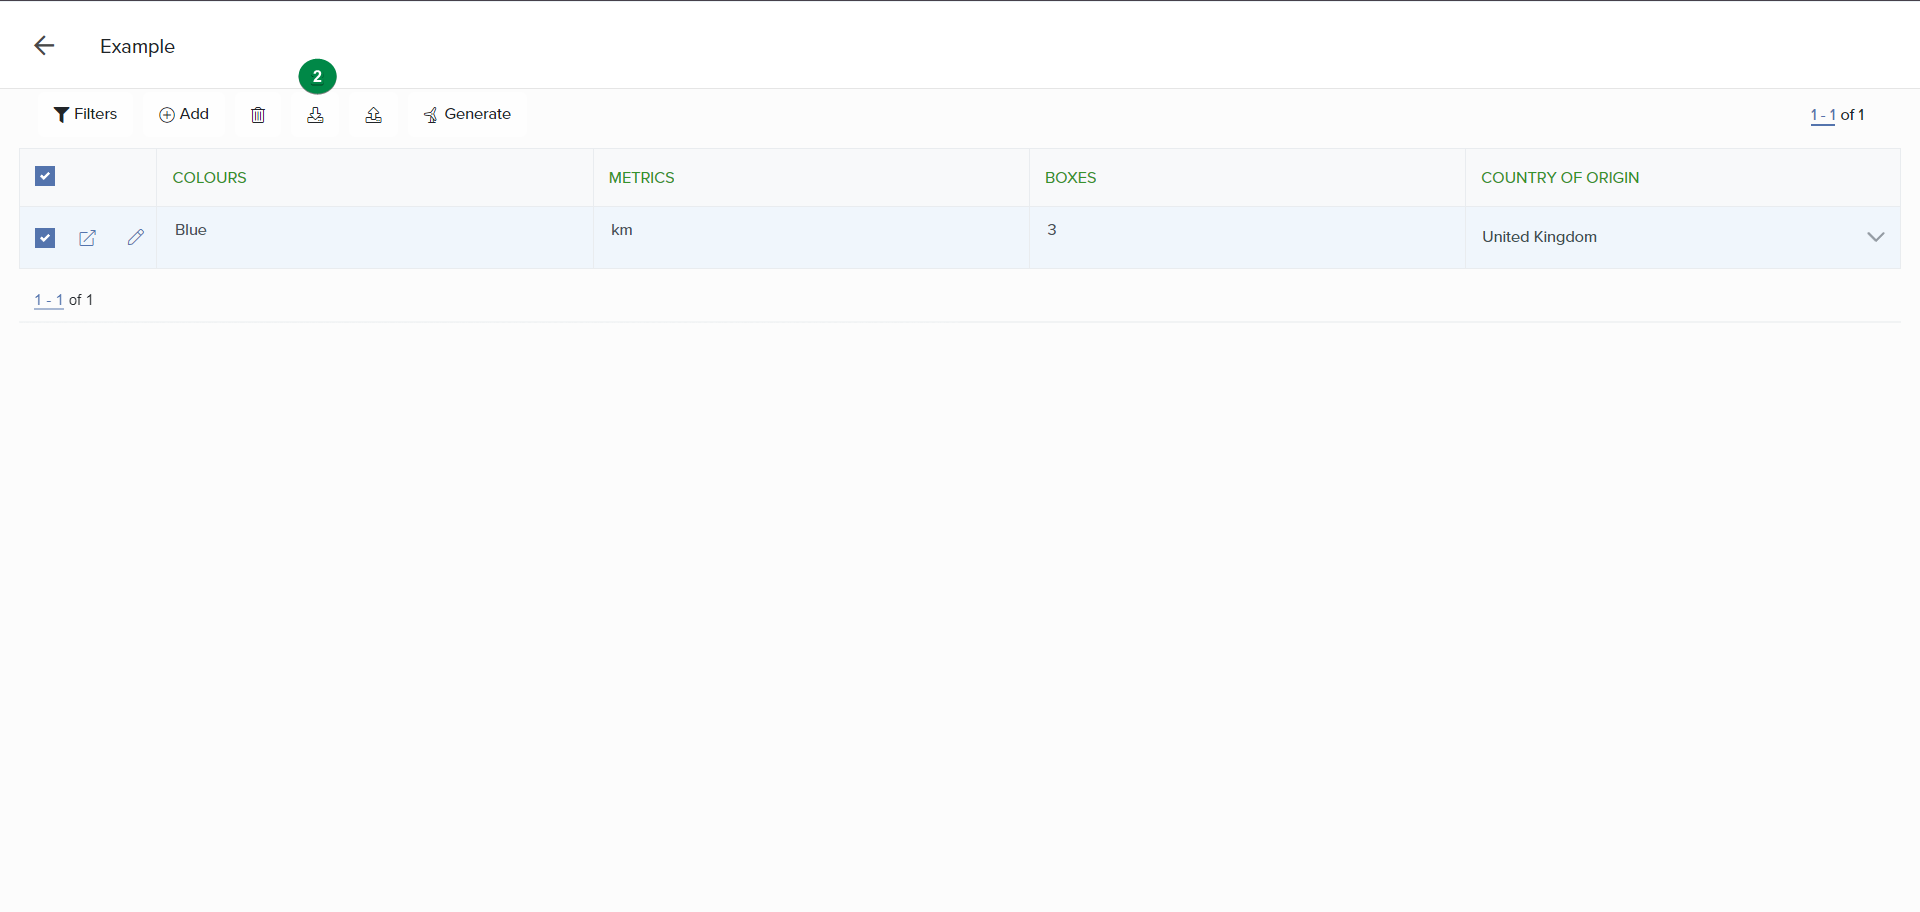 Example
2
Filters Add Generate 1 - 1 of 1
COLOURS METRICS BOXES COUNTRY OF ORIGIN
Blue km 3 United Kingdom
1 - 1 of 1